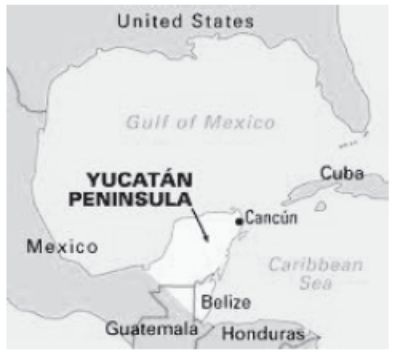 United States
Gulf of Mexico
YUCATÁN
PENINSULA
Cuba
Cancún
Mexico
Caribbean
Sea
Belize
Guatemala
Honduras